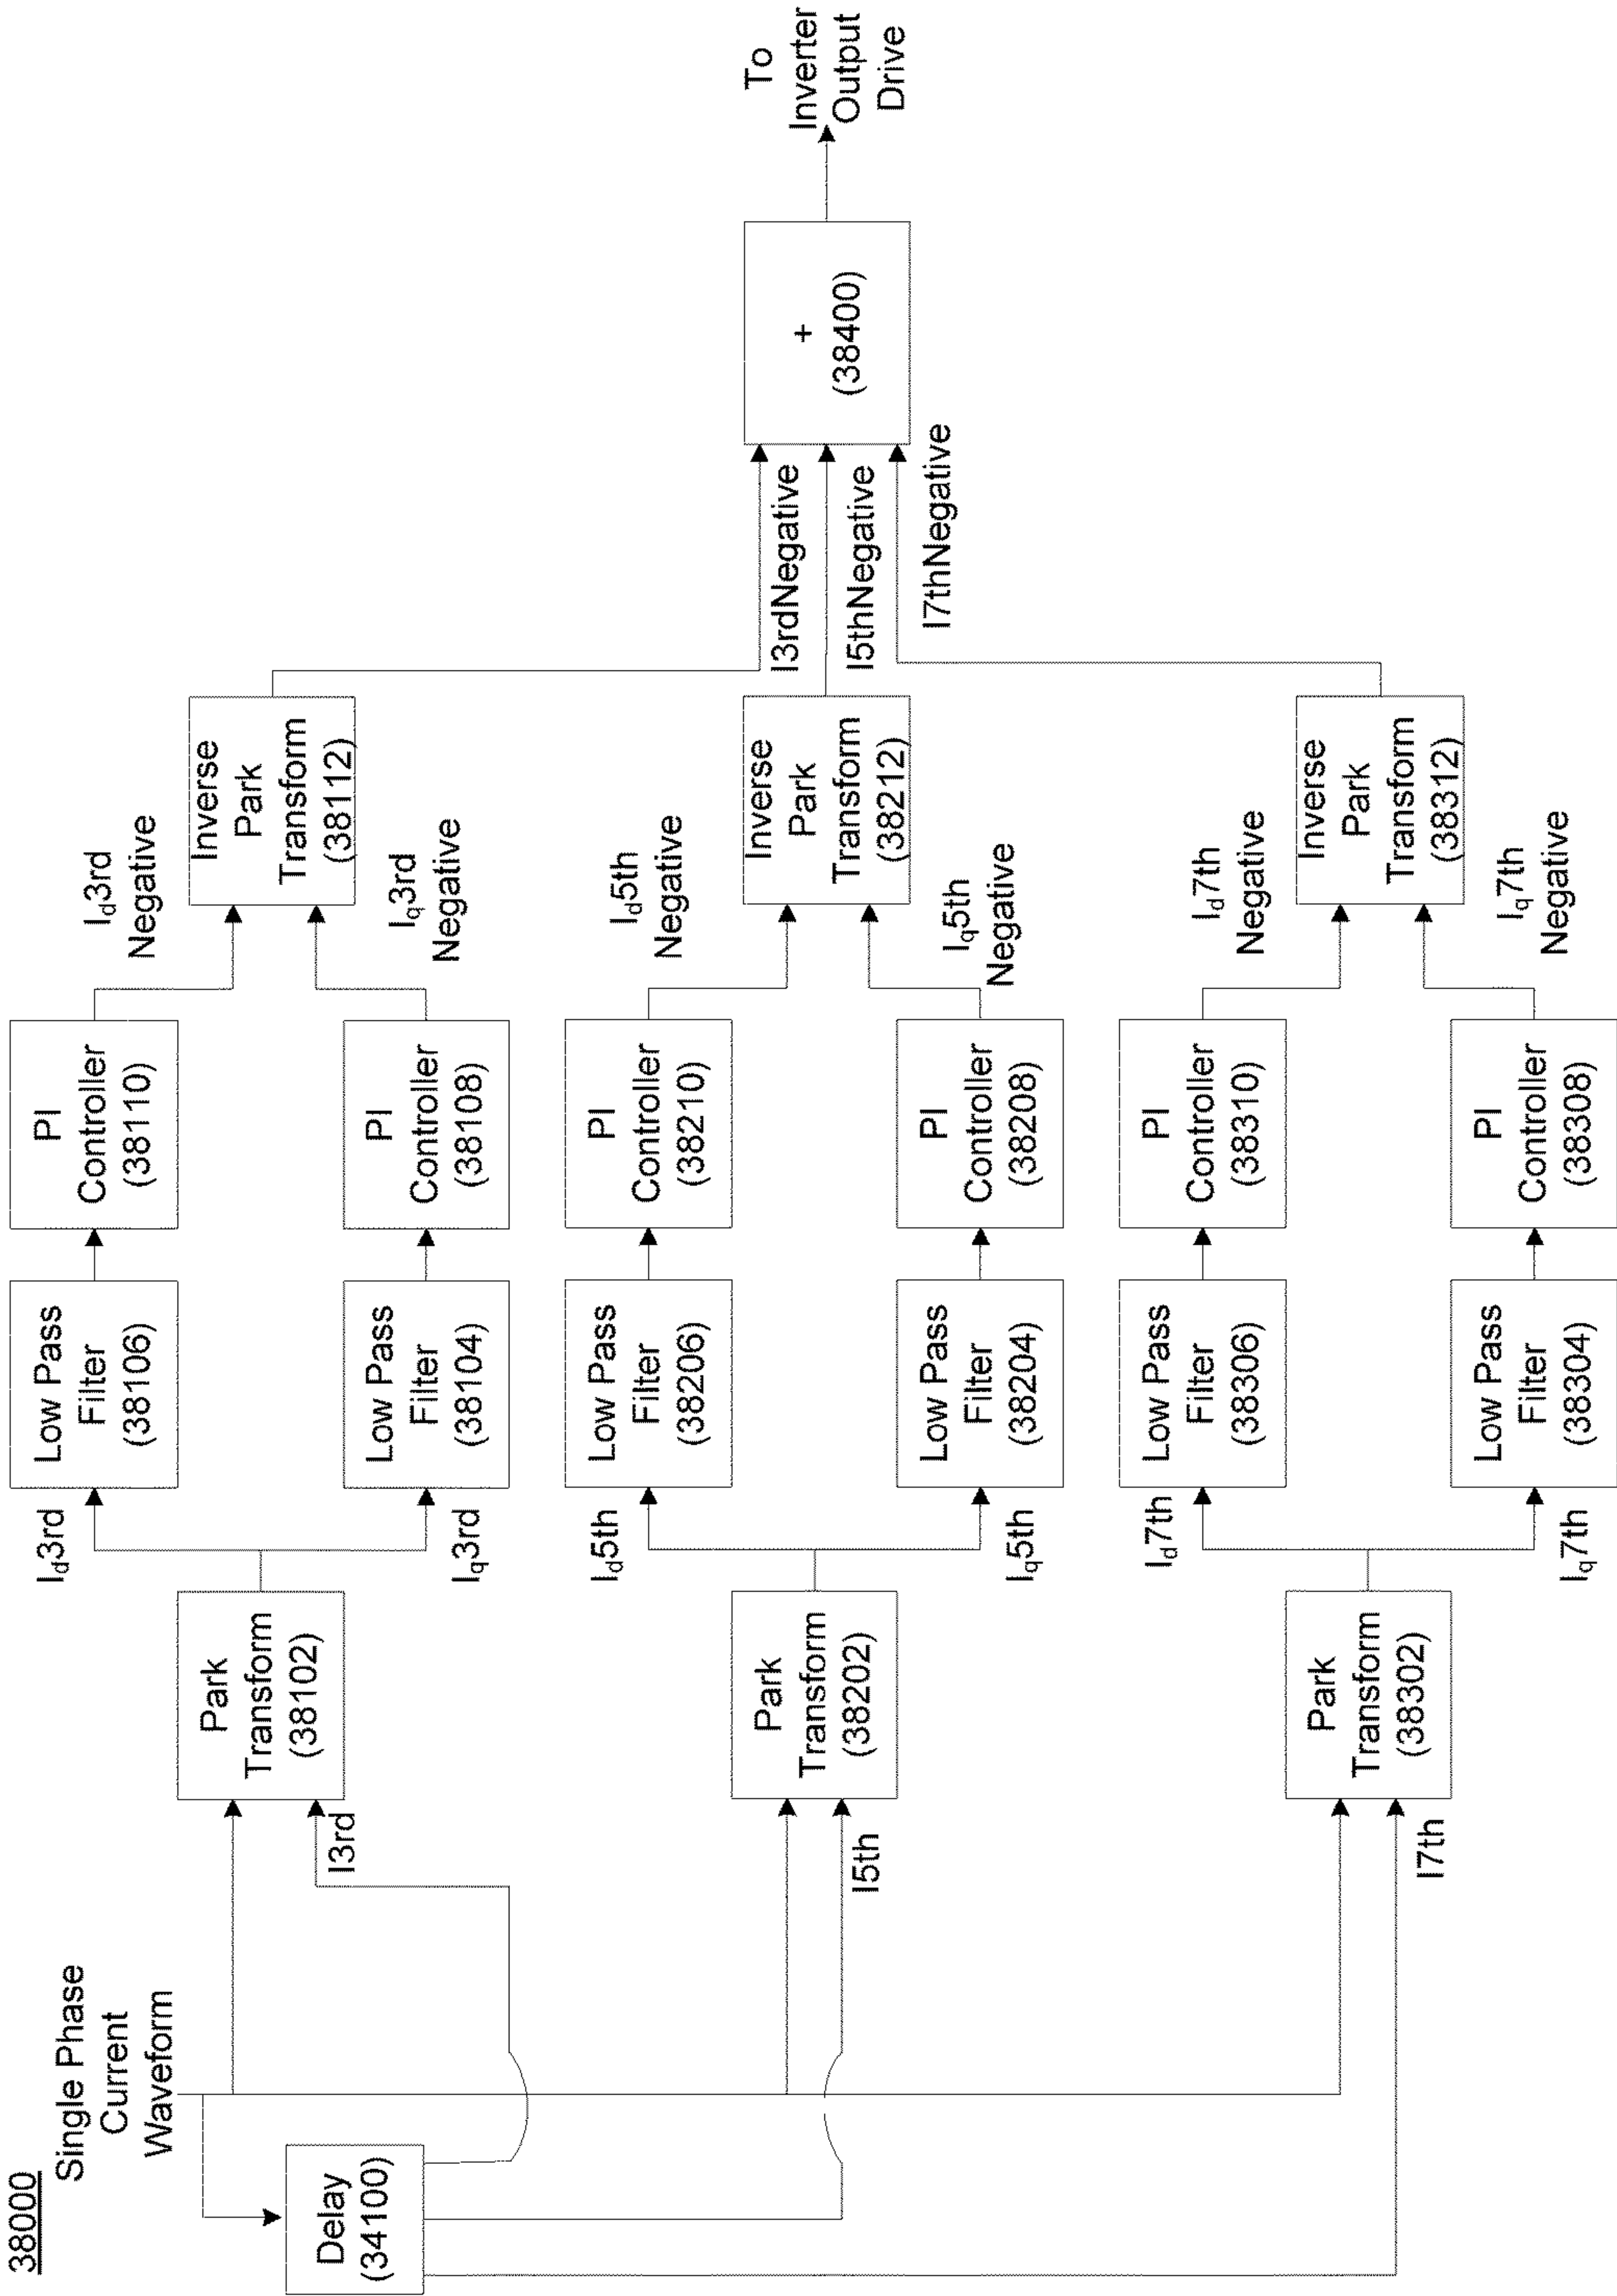 38000
Single Phase
Current
Waveform
Delay
(34100)
I3rd
I5th
I7th
Park
Transform
(38102)
Park
Transform
(38202)
Park
Transform
(38302)
Id3rd
Iq3rd
Id5th
Iq5th
Id7th
Iq7th
Low Pass
Filter
(38106)
Low Pass
Filter
(38104)
Low Pass
Filter
(38206)
Low Pass
Filter
(38204)
Low Pass
Filter
(38306)
Low Pass
Filter
(38304)
PI
Controller
(38110)
PI
Controller
(38108)
PI
Controller
(38210)
PI
Controller
(38208)
PI
Controller
(38310)
PI
Controller
(38308)
Id3rd
Negative
Iq3rd
Negative
Id5th
Negative
Iq5th
Negative
Id7th
Negative
Iq7th
Negative
Inverse
Park
Transform
(38112)
Inverse
Park
Transform
(38212)
Inverse
Park
Transform
(38312)
I3rdNegative
I5thNegative
I7thNegative
+
(38400)
To
Inverter
Output
Drive